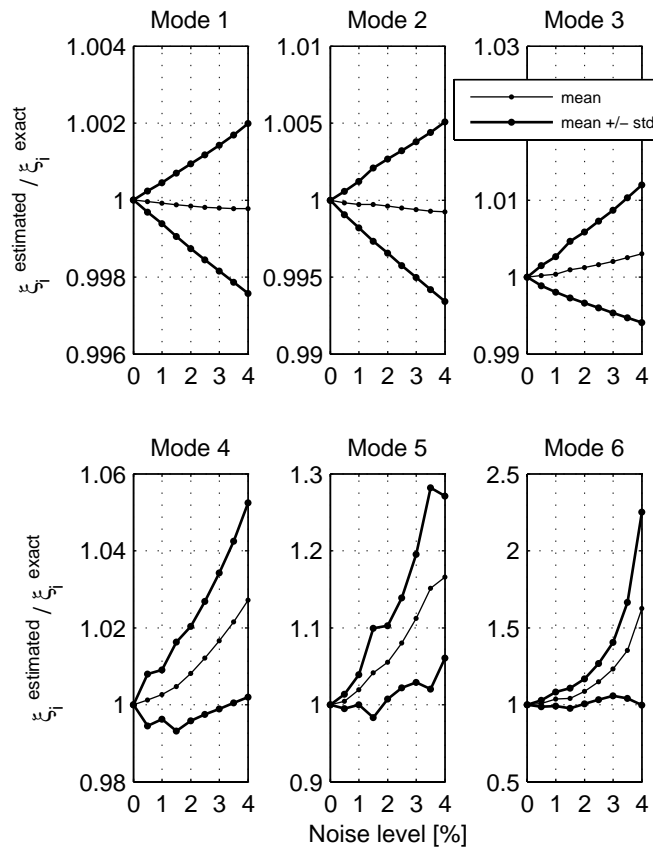 Mode 1
Mode 2
Mode 3
1.004
1.002
1
0.998
0.996
1.01
1.005
1
0.995
0.99
1.03
1.01
1
0.99
mean
mean +/− std
ξi estimated / ξi exact
0 1 2 3 4
0 1 2 3 4
0 1 2 3 4
Mode 4
Mode 5
Mode 6
1.06
1.04
1.02
1
0.98
1.3
1.2
1.1
1
0.9
2.5
2
1.5
1
0.5
ξi estimated / ξi exact
0 1 2 3 4
0 1 2 3 4
0 1 2 3 4
Noise level [%]